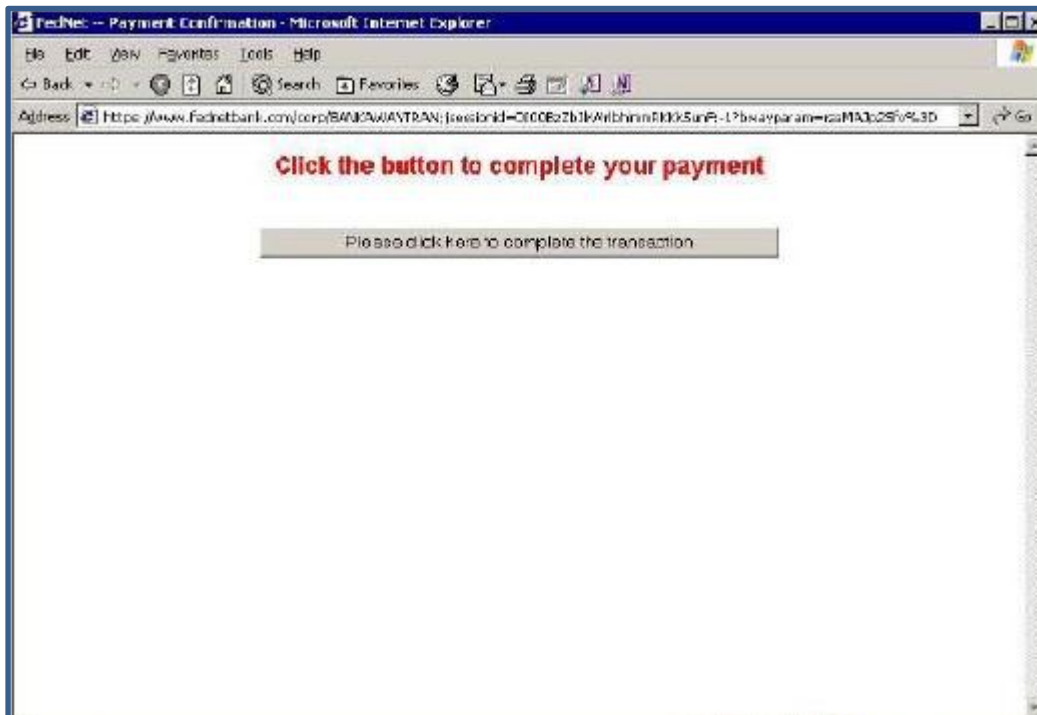 FedNet -- Payment Confirmation - Microsoft Internet Explorer
File Edit View Favorites Tools Help
Back Search Favorites
Address Go
Click the button to complete your payment
Please click here to complete the transaction